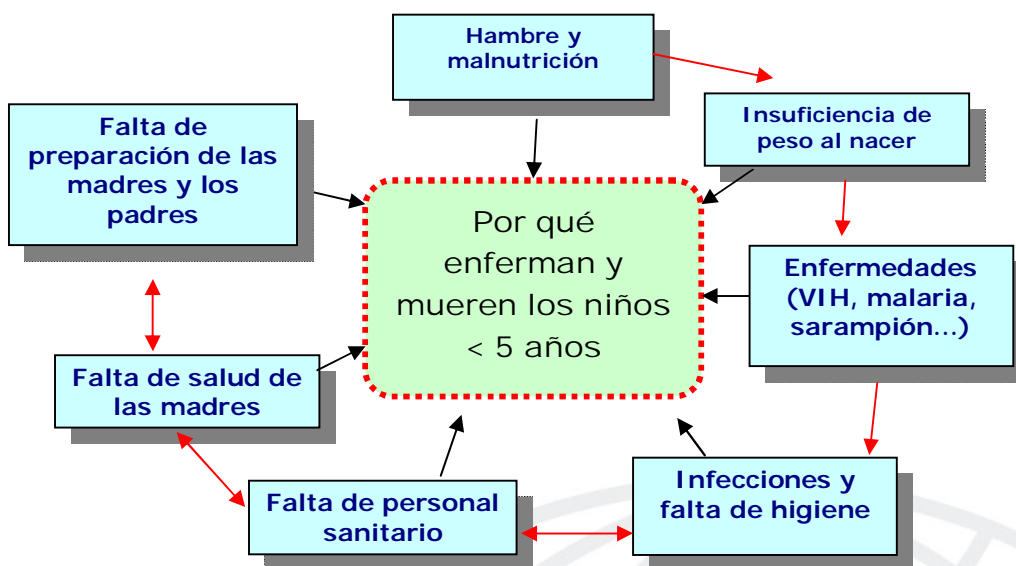 Hambre y
malnutrición
Insuficiencia de
peso al nacer
Falta de
preparación de las
madres y los
padres
Por qué
enferman y
mueren los niños
< 5 años
Enfermedades
(VIH, malaria,
sarampión...)
Falta de salud de
las madres
Infecciones y
falta de higiene
Falta de personal
sanitario